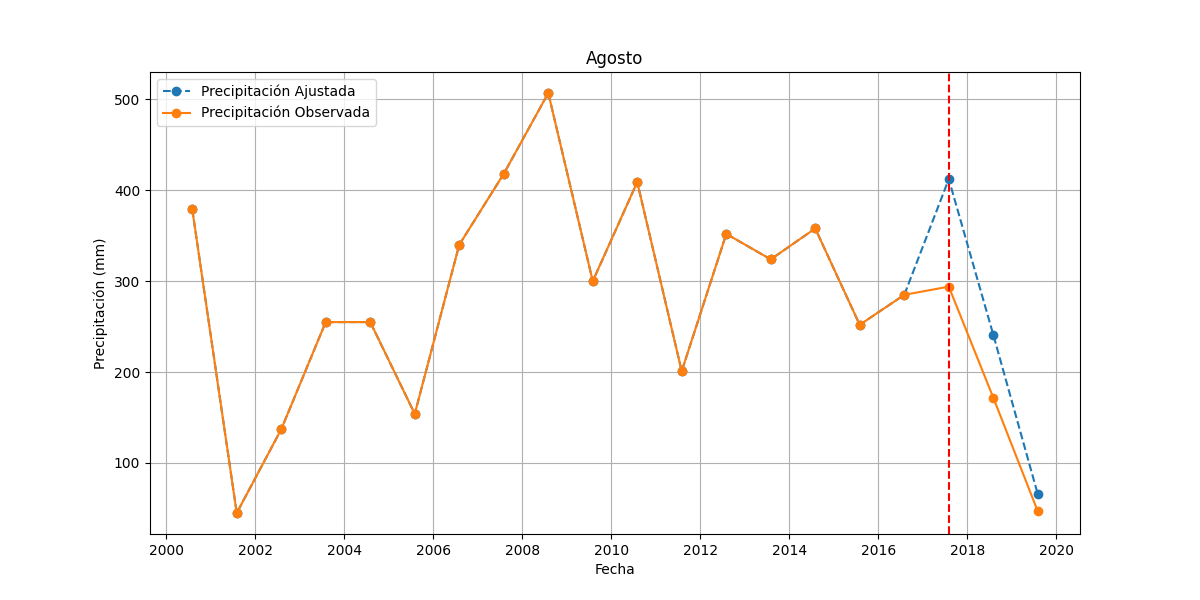 Agosto
Precipitación Ajustada
Precipitación Observada
500
400
300
200
100
Precipitación (mm)
2000 2002 2004 2006 2008 2010 2012 2014 2016 2018 2020
Fecha